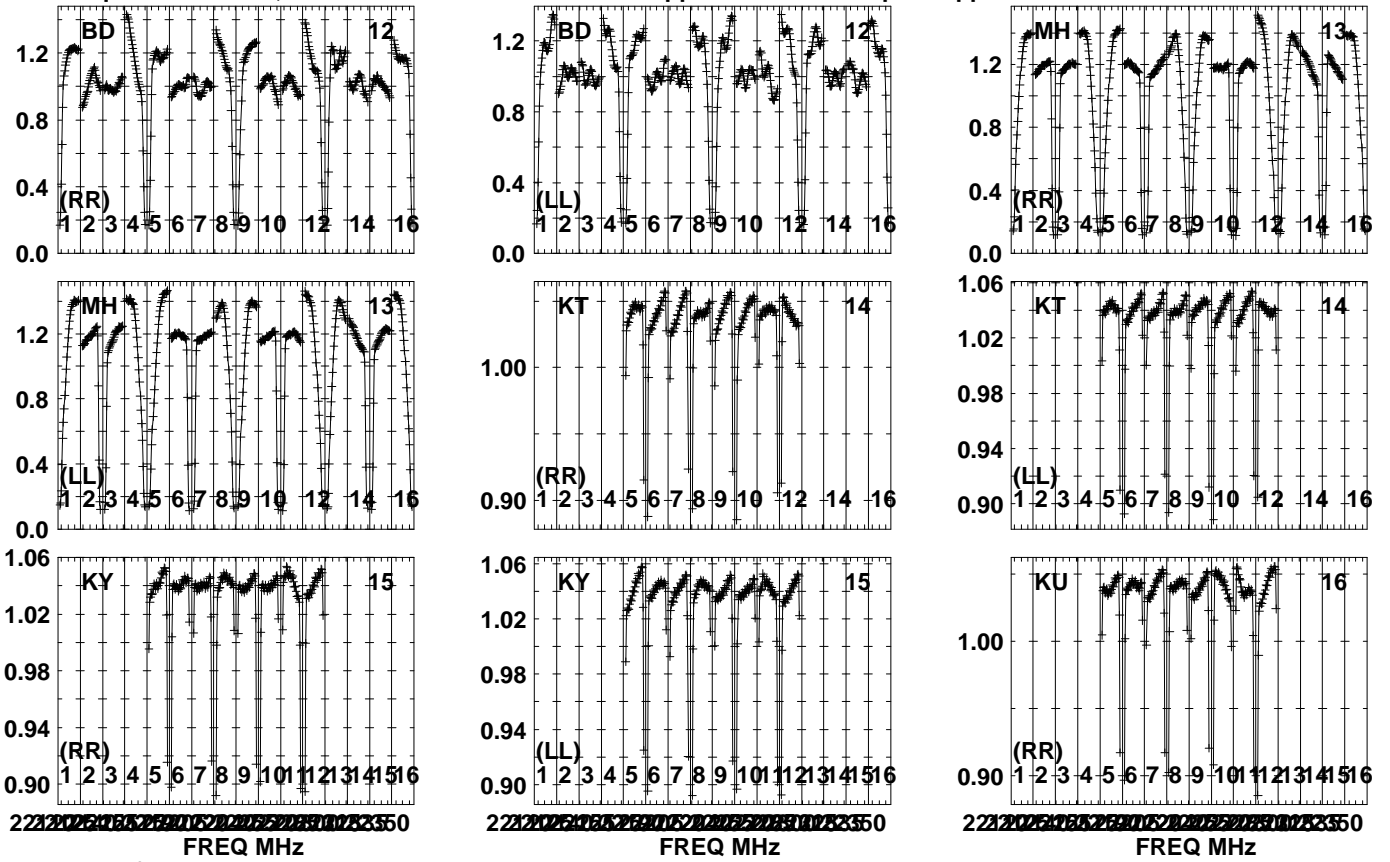 BD 12
1.2
0.8
0.4
0.0
(RR)
1 2 3 4 5 6 7 8 9 10 12 14 16
BD 12
1.2
0.8
0.4
0.0
(LL)
1 2 3 4 5 6 7 8 9 10 12 14 16
MH 13
1.2
0.8
0.4
0.0
(RR)
1 2 3 4 5 6 7 8 9 10 12 14 16
MH 13
1.2
0.8
0.4
0.0
(LL)
1 2 3 4 5 6 7 8 9 10 12 14 16
KT 14
1.00
0.90
(RR)
1 2 3 4 5 6 7 8 9 10 12 14 16
KT 14
1.06
1.02
0.98
0.94
0.90
(LL)
1 2 3 4 5 6 7 8 9 10 12 14 16
KY 15
1.06
1.02
0.98
0.94
0.90
(RR)
1 2 3 4 5 6 7 8 9 10 11 12 13 14 15 16
FREQ MHz
KY 15
1.06
1.02
0.98
0.94
0.90
(LL)
1 2 3 4 5 6 7 8 9 10 11 12 13 14 15 16
FREQ MHz
KU 16
1.00
0.90
(RR)
1 2 3 4 5 6 7 8 9 10 11 12 13 14 15 16
FREQ MHz